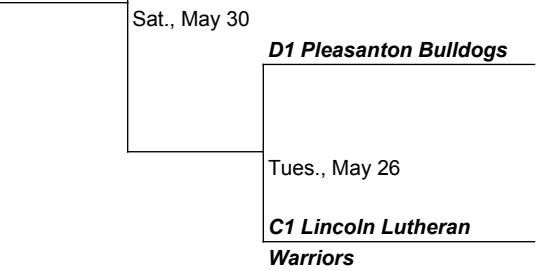 Sat., May 30
D1 Pleasanton Bulldogs
Tues., May 26
C1 Lincoln Lutheran
Warriors